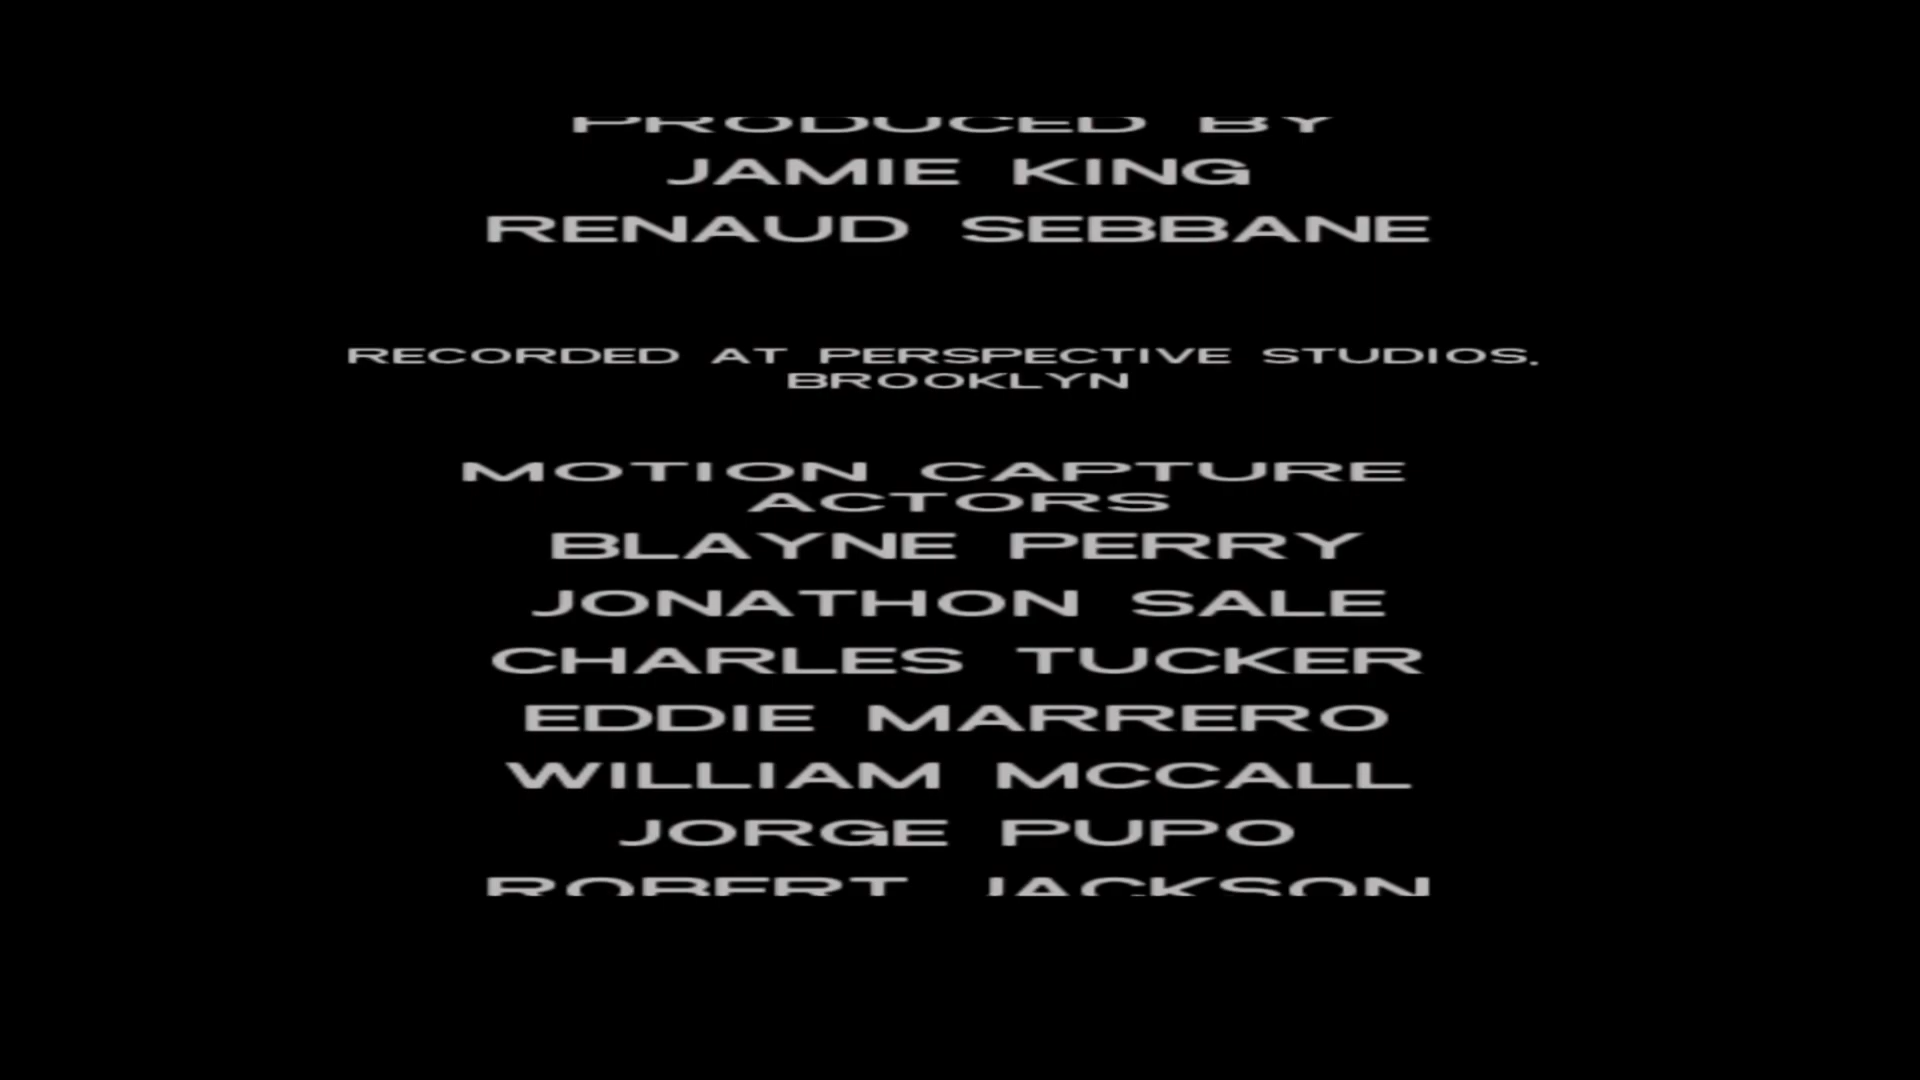 PRODUCED BY
JAMIE KING
RENAUD SEBBANE
RECORDED AT PERSPECTIVE STUDIOS.
BROOKLYN
MOTION CAPTURE
ACTORS
BLAYNE PERRY
JONATHON SALE
CHARLES TUCKER
EDDIE MARRERO
WILLIAM MCCALL
JORGE PUPO
ROBERT JACKSON